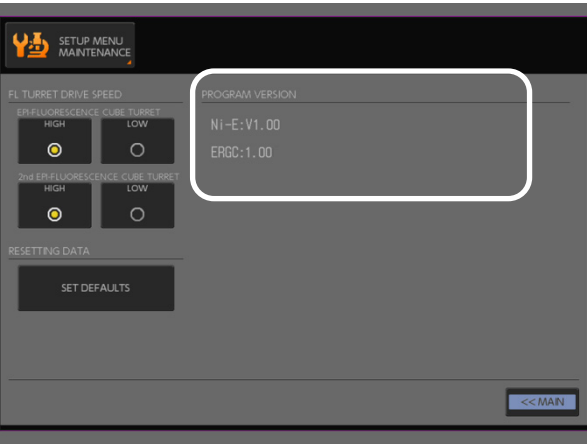 SETUP MENU
MAINTENANCE
FL TURRET DRIVE SPEED
EPI-FLUORESCENCE CUBE TURRET
HIGH
LOW
2nd EPI-FLUORESCENCE CUBE TURRET
HIGH
LOW
RESETTING DATA
SET DEFAULTS
PROGRAM VERSION
Ni-E:V1.00
ERGC:1.00
<< MAIN